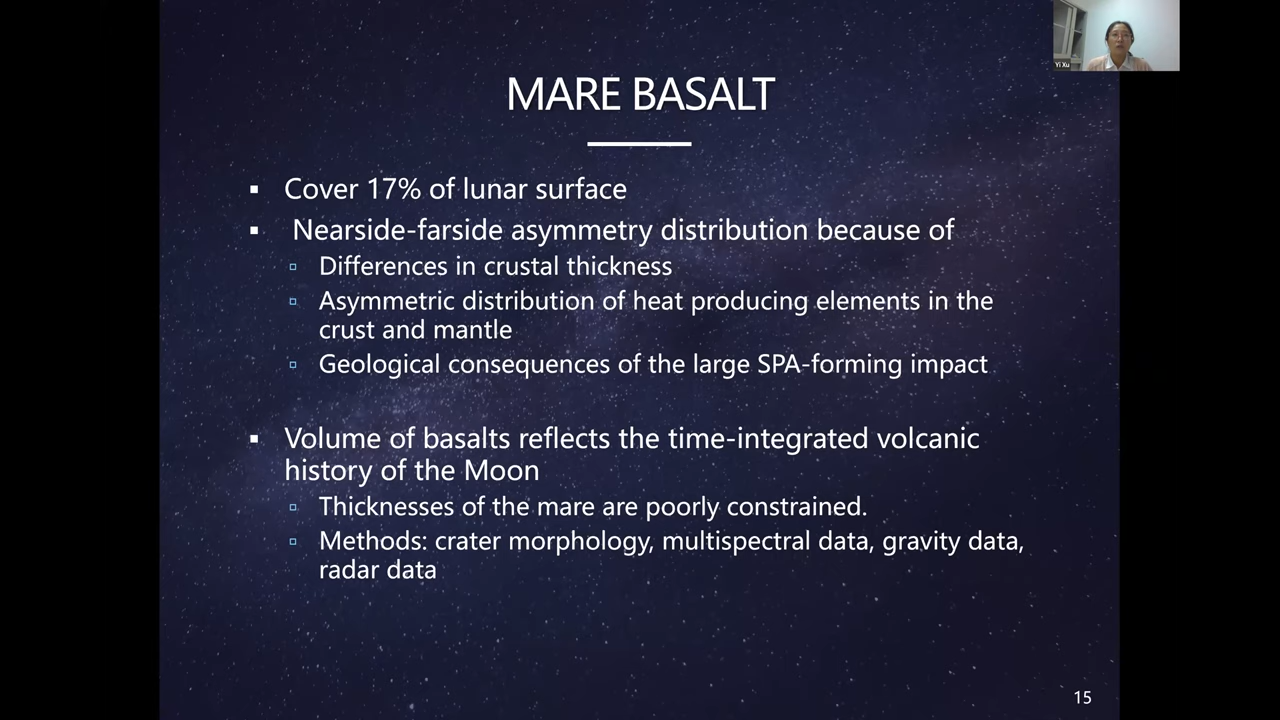 Yi Xu
MARE BASALT
▪ Cover 17% of lunar surface
▪ Nearside-farside asymmetry distribution because of
▫ Differences in crustal thickness
▫ Asymmetric distribution of heat producing elements in the
crust and mantle
▫ Geological consequences of the large SPA-forming impact
▪ Volume of basalts reflects the time-integrated volcanic
history of the Moon
▫ Thicknesses of the mare are poorly constrained.
▫ Methods: crater morphology, multispectral data, gravity data,
radar data
15